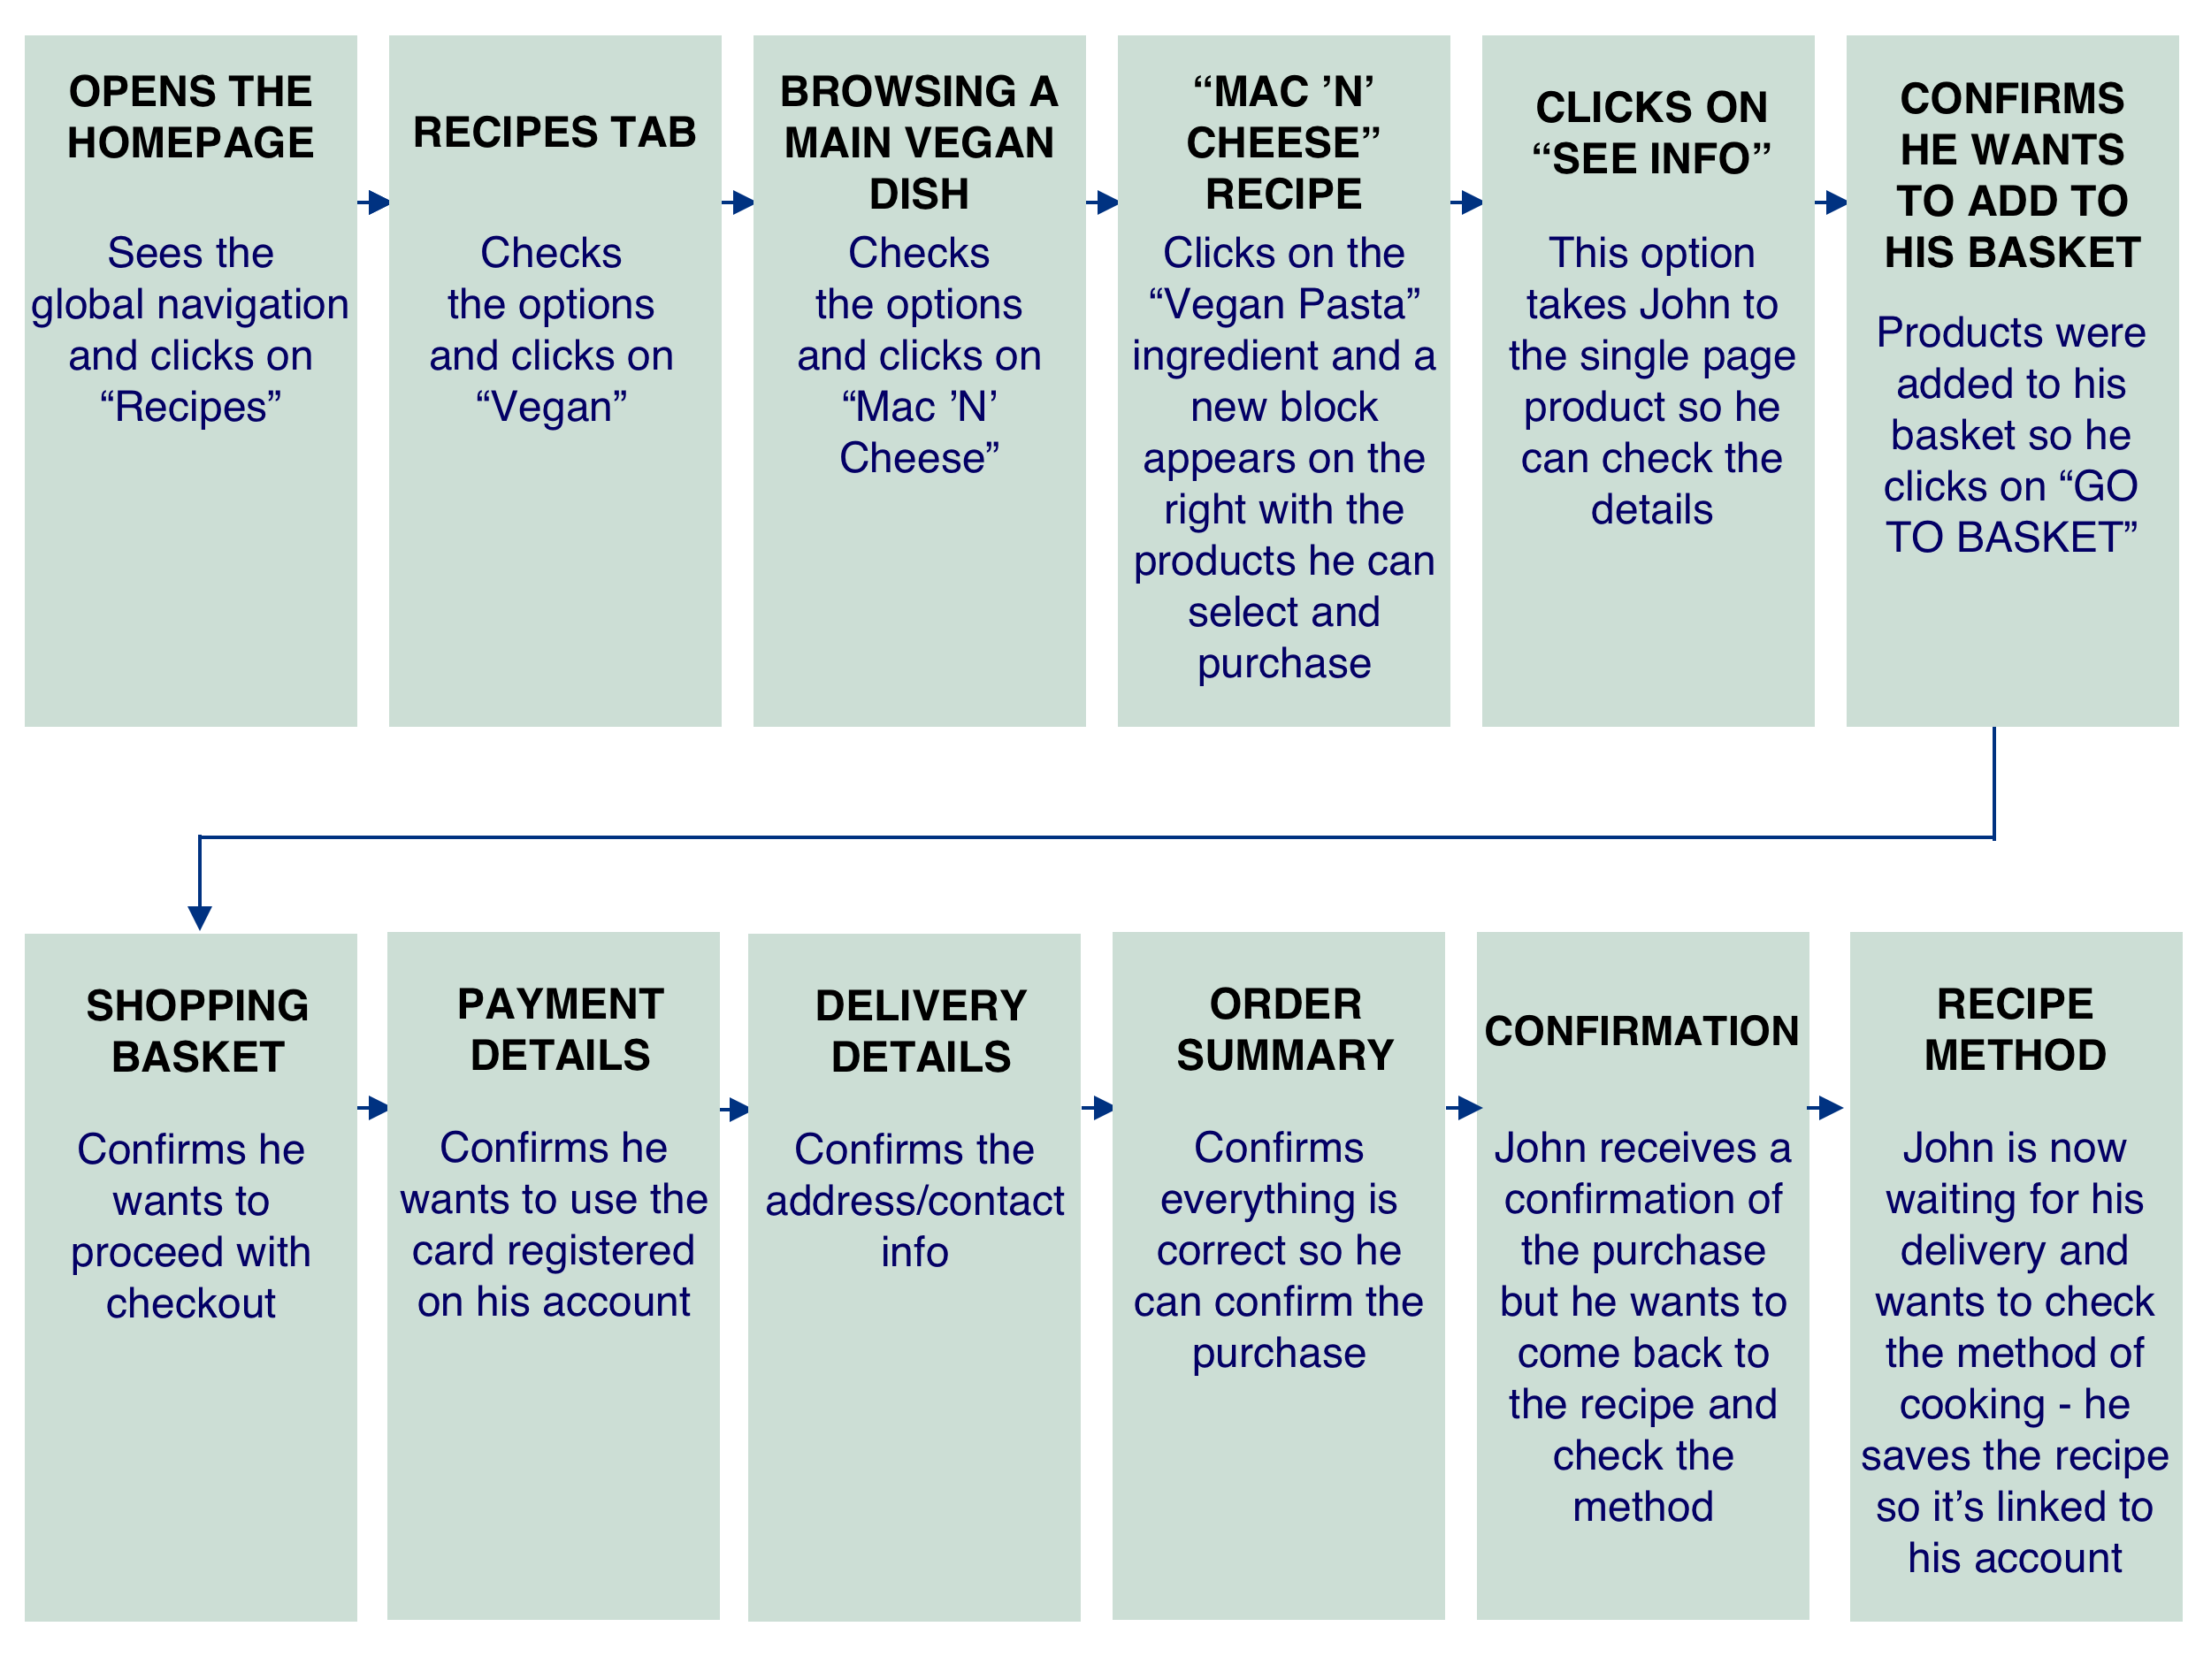 OPENS THE
HOMEPAGE
Sees the
global navigation
and clicks on
“Recipes”
RECIPES TAB
Checks
the options
and clicks on
“Vegan”
BROWSING A
MAIN VEGAN
DISH
Checks
the options
and clicks on
“Mac ’N’
Cheese”
“MAC ’N’
CHEESE”
RECIPE
Clicks on the
“Vegan Pasta”
ingredient and a
new block
appears on the
right with the
products he can
select and
purchase
CLICKS ON
“SEE INFO”
This option
takes John to
the single page
product so he
can check the
details
CONFIRMS
HE WANTS
TO ADD TO
HIS BASKET
Products were
added to his
basket so he
clicks on “GO
TO BASKET”
SHOPPING
BASKET
Confirms he
wants to
proceed with
checkout
PAYMENT
DETAILS
Confirms he
wants to use the
card registered
on his account
DELIVERY
DETAILS
Confirms the
address/contact
info
ORDER
SUMMARY
Confirms
everything is
correct so he
can confirm the
purchase
CONFIRMATION
John receives a
confirmation of
the purchase
but he wants to
come back to
the recipe and
check the
method
RECIPE
METHOD
John is now
waiting for his
delivery and
wants to check
the method of
cooking - he
saves the recipe
so it’s linked to
his account